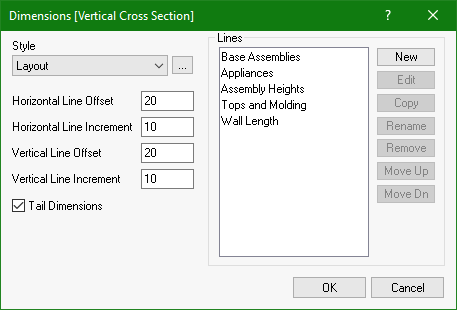 Dimensions [Vertical Cross Section]
?
Style
Layout
...
Horizontal Line Offset 20
Horizontal Line Increment 10
Vertical Line Offset 20
Vertical Line Increment 10
Tail Dimensions
Lines
Base Assemblies
Appliances
Assembly Heights
Tops and Molding
Wall Length
New
Edit
Copy
Rename
Remove
Move Up
Move Dn
OK
Cancel